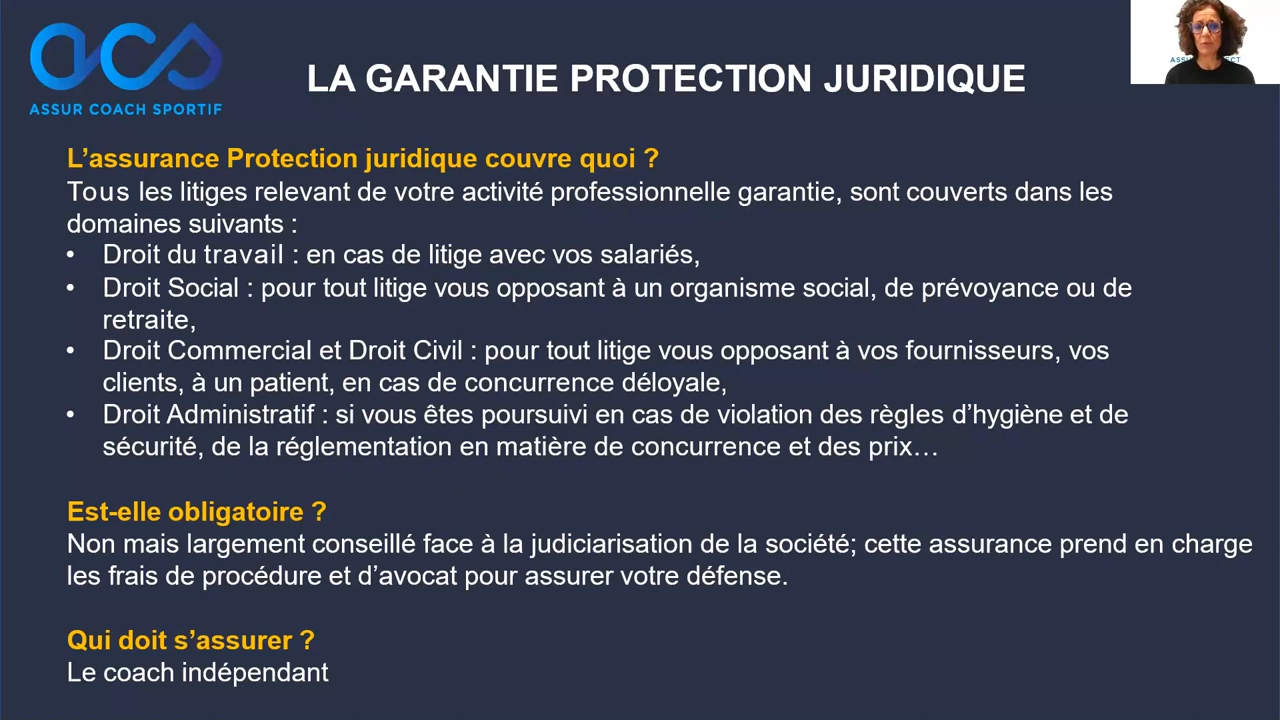 acs
ASSUR COACH SPORTIF
LA GARANTIE PROTECTION JURIDIQUE
L’assurance Protection juridique couvre quoi ?
Tous les litiges relevant de votre activité professionnelle garantie, sont couverts dans les
domaines suivants :
• Droit du travail : en cas de litige avec vos salariés,
• Droit Social : pour tout litige vous opposant à un organisme social, de prévoyance ou de
retraite,
• Droit Commercial et Droit Civil : pour tout litige vous opposant à vos fournisseurs, vos
clients, à un patient, en cas de concurrence déloyale,
• Droit Administratif : si vous êtes poursuivi en cas de violation des règles d’hygiène et de
sécurité, de la réglementation en matière de concurrence et des prix…
Est-elle obligatoire ?
Non mais largement conseillé face à la judiciarisation de la société; cette assurance prend en charge
les frais de procédure et d’avocat pour assurer votre défense.
Qui doit s’assurer ?
Le coach indépendant